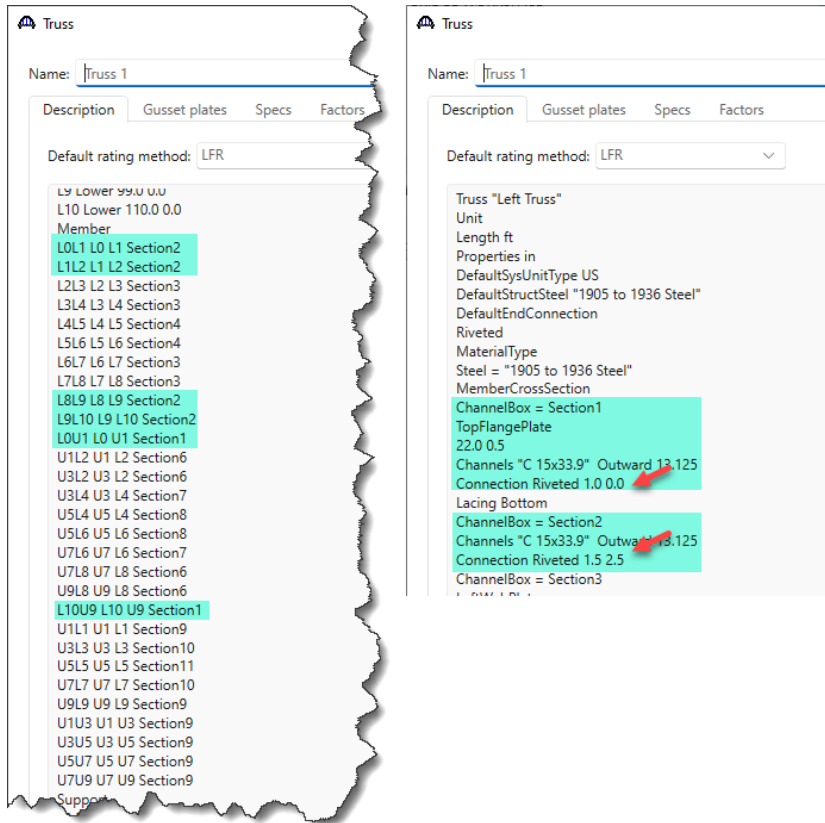 Truss
Name: Truss 1
Description Gusset plates Specs Factors
Default rating method: LFR
L9 Lower 99.0 0.0
L10 Lower 110.0 0.0
Member
L0L1 L0 L1 Section2
L1L2 L1 L2 Section2
L2L3 L2 L3 Section3
L3L4 L3 L4 Section3
L4L5 L4 L5 Section4
L5L6 L5 L6 Section4
L6L7 L6 L7 Section3
L7L8 L7 L8 Section3
L8L9 L8 L9 Section2
L9L10 L9 L10 Section2
L0U1 L0 U1 Section1
U1L2 U1 L2 Section6
U3L2 U3 L2 Section6
U3L4 U3 L4 Section7
U5L4 U5 L4 Section8
U5L6 U5 L6 Section8
U7L6 U7 L6 Section7
U7L8 U7 L8 Section6
U9L8 U9 L8 Section6
L10U9 L10 U9 Section1
U1L1 U1 L1 Section9
U3L3 U3 L3 Section10
U5L5 U5 L5 Section11
U7L7 U7 L7 Section10
U9L9 U9 L9 Section9
U1U3 U1 U3 Section9
U3U5 U3 U5 Section9
U5U7 U5 U7 Section9
U7U9 U7 U9 Section9
Truss
Name: Truss 1
Description Gusset plates Specs Factors
Default rating method: LFR
Truss "Left Truss"
Unit
Length ft
Properties in
DefaultSysUnitType US
DefaultStructSteel "1905 to 1936 Steel"
DefaultEndConnection
Riveted
MaterialType
Steel = "1905 to 1936 Steel"
MemberCrossSection
ChannelBox = Section1
TopFlangePlate
22.0 0.5
Channels "C 15x33.9" Outward 13.125
Connection Riveted 1.0 0.0
Lacing Bottom
ChannelBox = Section2
Channels "C 15x33.9" Outward 13.125
Connection Riveted 1.5 2.5
ChannelBox = Section3